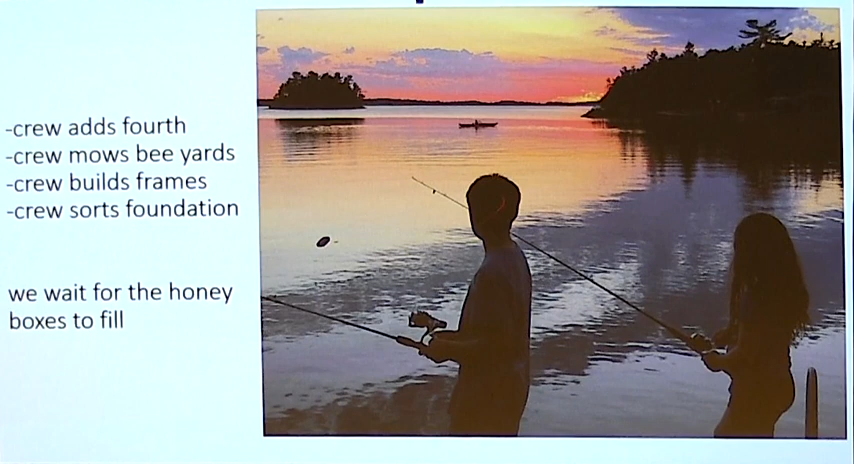 -crew adds fourth
-crew mows bee yards
-crew builds frames
-crew sorts foundation
we wait for the honey
boxes to fill